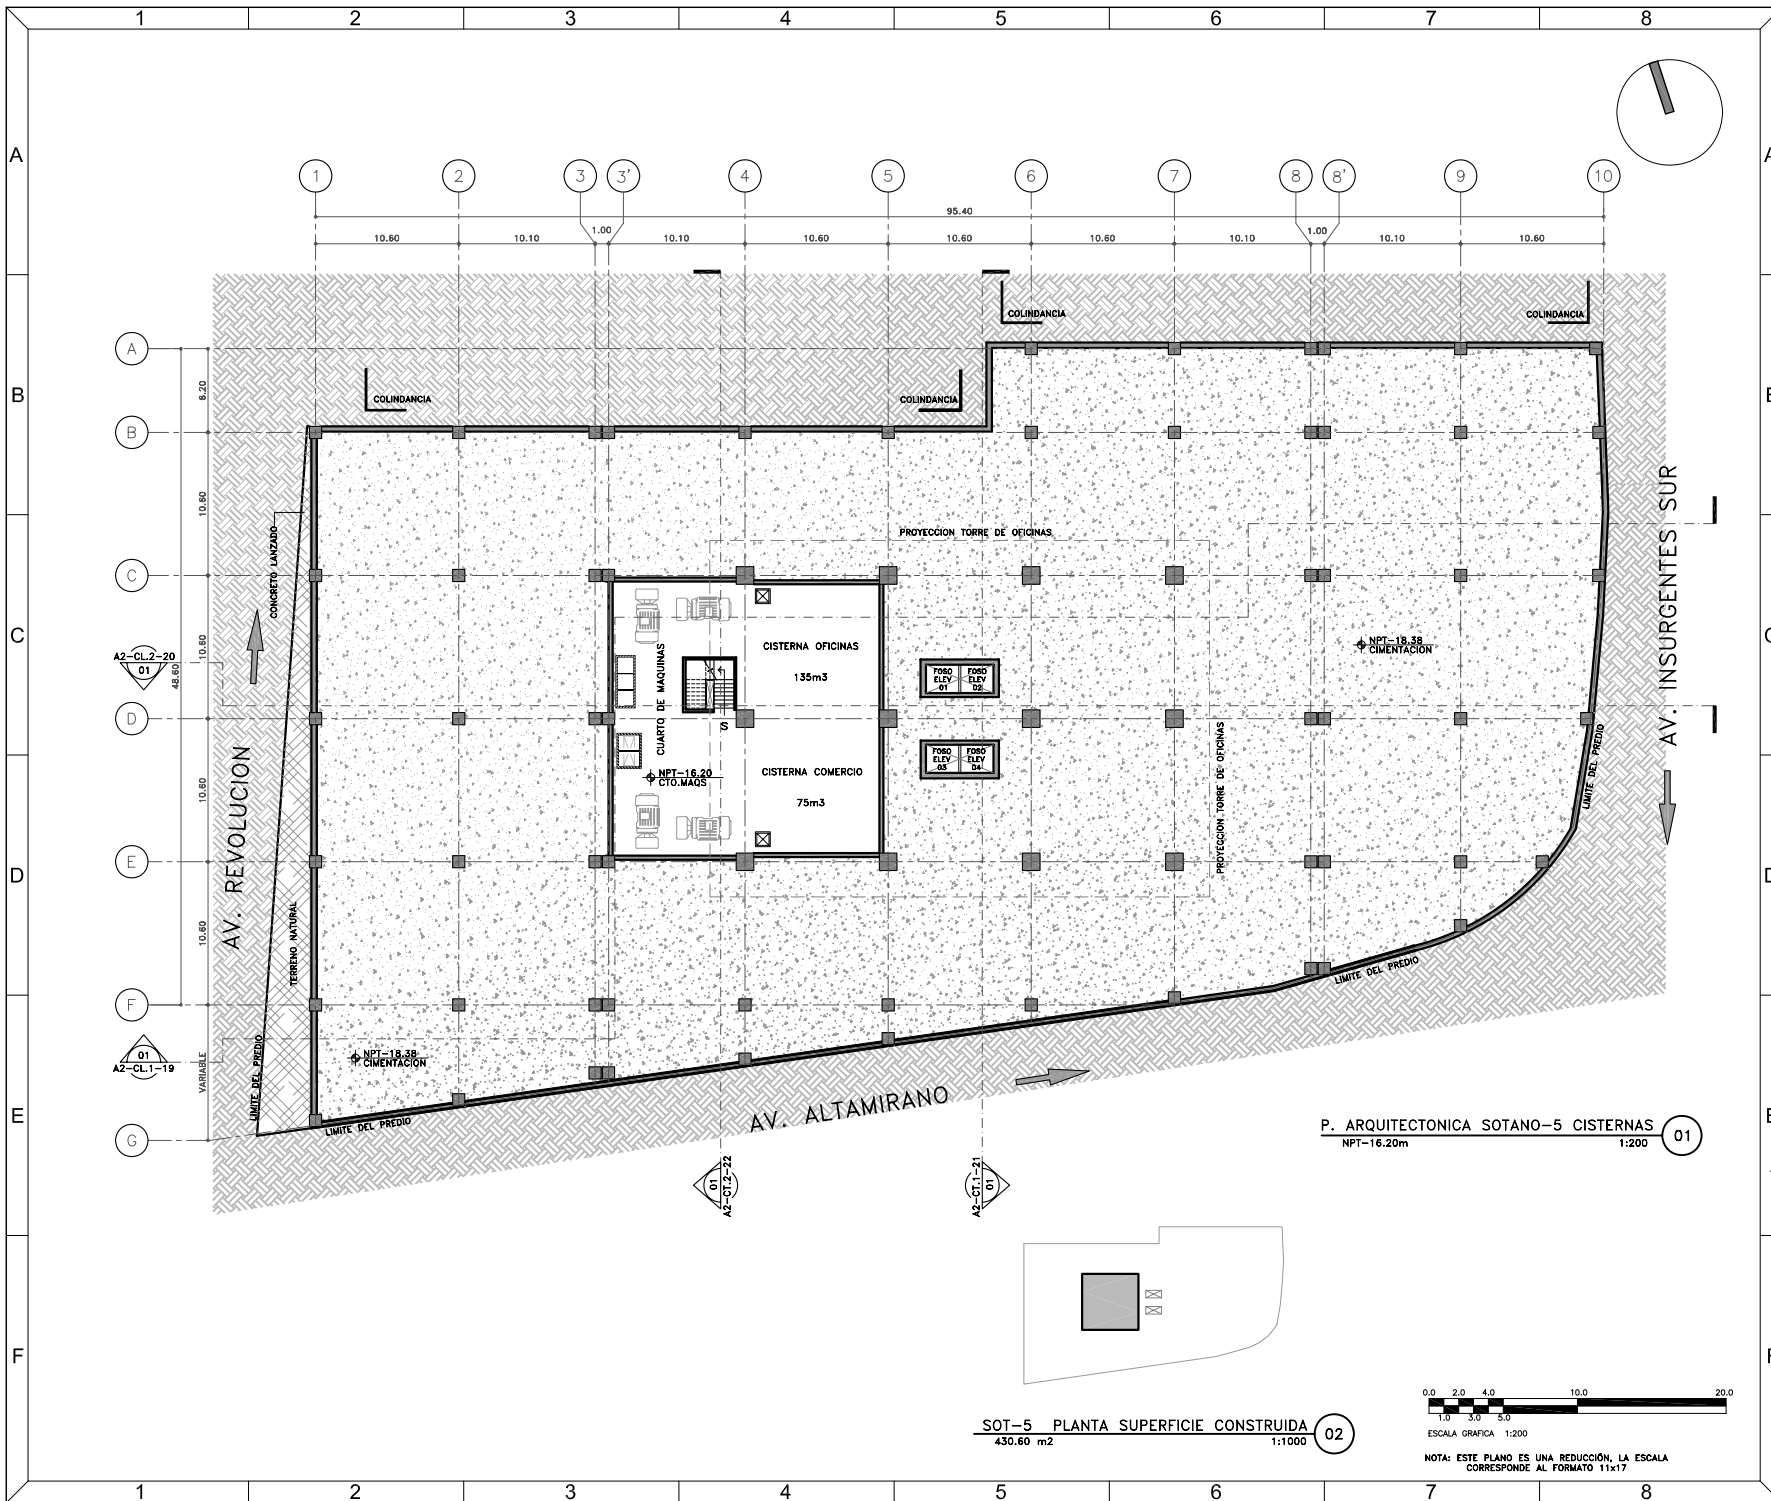 1 2 3 4 5 6 7 8
A
1 2 3 3' 4 5 6 7 8 8' 9 10
95.40
10.60 10.10 1.00 10.10 10.60 10.60 10.60 10.10 1.00 10.10 10.60
COLINDANCIA COLINDANCIA
A
B
6.20
COLINDANCIA COLINDANCIA
B
10.60
AV. INSURGENTES SUR
CONCRETO LANZADO
PROYECCION TORRE DE OFICINAS
C
C
10.60
A2-CL.2-20
01
48.60
CUARTO DE MAQUINAS
CISTERNA OFICINAS
135m3
NPT-18.38
CIMENTACION
FOSO
ELEV
01
FOSO
ELEV
02
D
S
AV. REVOLUCION
10.60
NPT-16.20
CTO.MAQS
CISTERNA COMERCIO
75m3
FOSO
ELEV
03
FOSO
ELEV
04
PROYECCION TORRE DE OFICINAS
LIMITE DEL PREDIO
E
D
10.60
TERRENO NATURAL
LIMITE DEL PREDIO
F
01
A2-CL.1-19
VARIABLE
LIMITE DEL PREDIO
NPT-18.38
CIMENTACION
E
G
LIMITE DEL PREDIO
AV. ALTAMIRANO
P. ARQUITECTONICA SOTANO-5 CISTERNAS
NPT-16.20m 1:200
01
01
A2-CT.2-22
A2-CT.1-21
01
F
SOT-5 PLANTA SUPERFICIE CONSTRUIDA
430.60 m2 1:1000
02
0.0 2.0 4.0 10.0 20.0
1.0 3.0 5.0
ESCALA GRAFICA 1:200
NOTA: ESTE PLANO ES UNA REDUCCIÓN, LA ESCALA
CORRESPONDE AL FORMATO 11x17
1 2 3 4 5 6 7 8